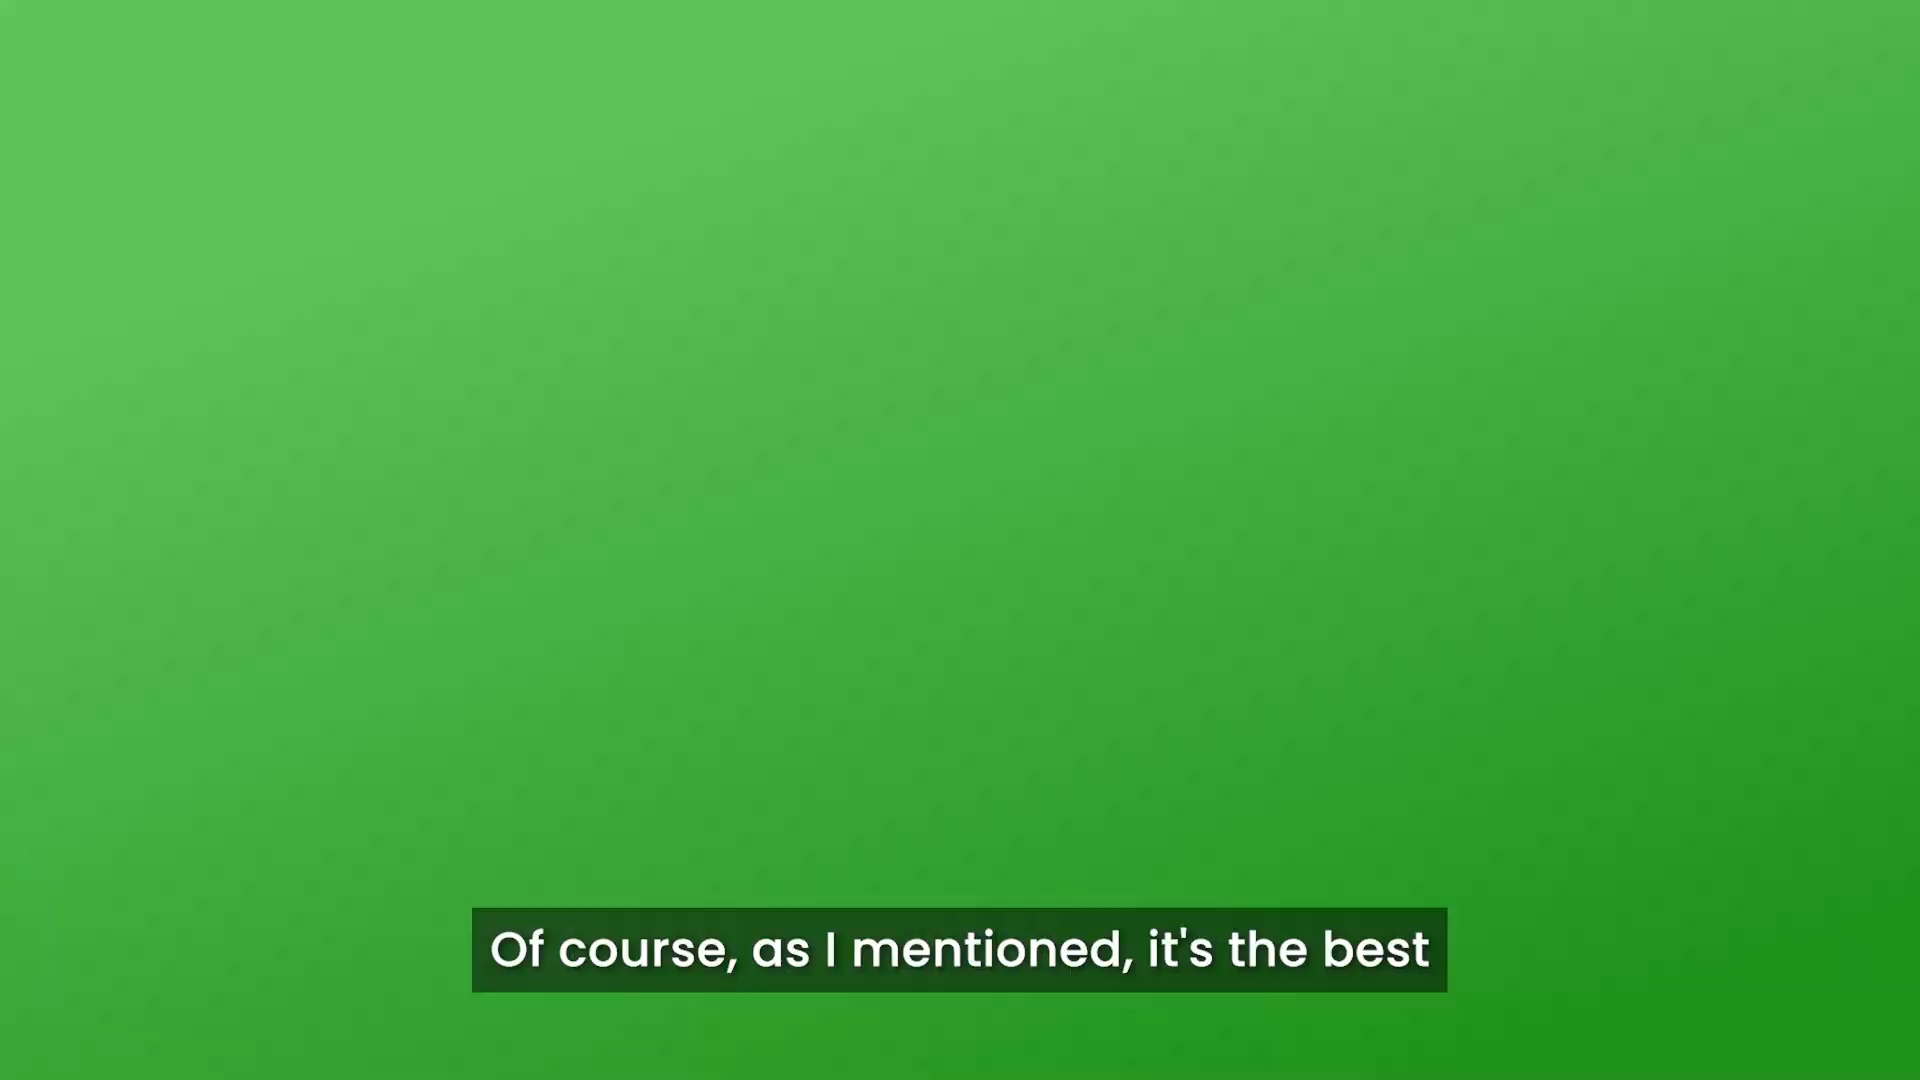 Of course, as I mentioned, it's the best